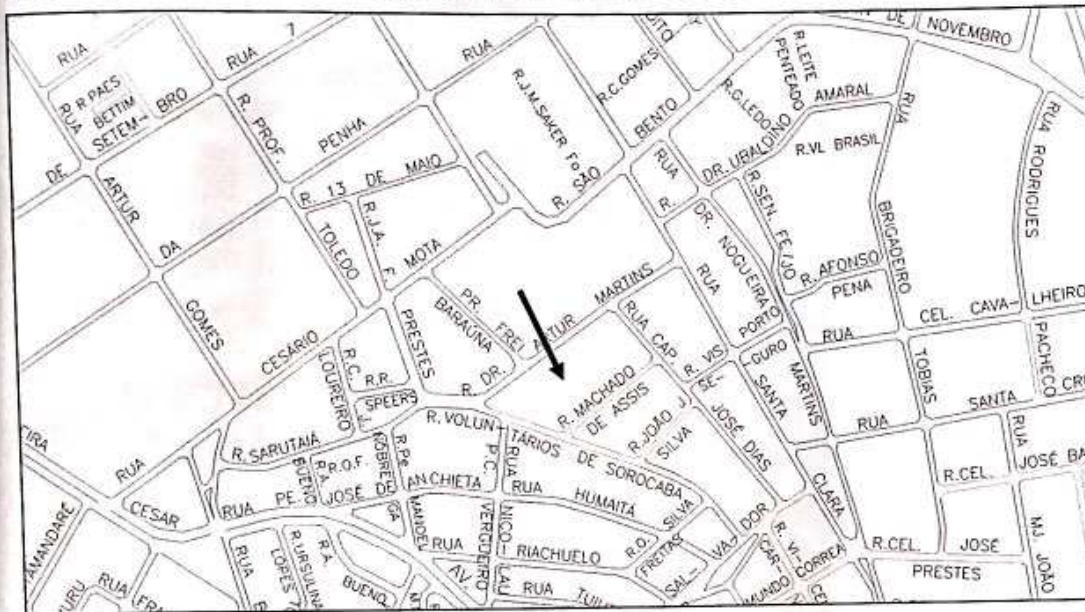 DE NOVEMBRO
RUA
RUA 7
RUA
R. LEITE
PENTEADO
R.C. GOMES
R. PAES
BETTIM
RUA
SETEM-
BRO
DE
R. PROF.
TOLEDO
PENHA
DA
R.J.M. SAKER Fo.
BENTO
R. SÃO
R.G. LEDO
AMARAL
DR. UBALDINO
R. VL BRASIL
RUA
BRIGADEIRO
TOBIAS
RUA RODRIGUES
PACHECO
R. 13 DE MAIO
R.J.A.
F.
MOTA
CESARIO
RUA
ARTUR
GOMES
RUA
R.
DR. NOGUEIRA
MARTINS
R. SEN. FEIJO
R. AFONSO
PENA
RUA
CEL. CAVA-
LHEIRO
PR. FREI
BARAÚNA
R. DR.
ARTUR
MARTINS
PRESTES
RUA
PORTO
R. VIS.
SE-
GURO
RUA CAP.
JOSÉ DIAS
SANTA
CLARA
R. MACHADO
DE ASSIS
R. JOÃO J.
SILVA
R.C.
LOUREIRO
R.R.
SPEERS
R. VOLUN-
TÁRIOS DE SOROCABA
RUA
SANTA
CRU
R. SARUTAIÁ
J. NÓBREGA
R. Pe.
MANOEL
P.C.
VERGUEIRO
RUA
NICO-
LAU
R.O.F.
R.A.
BUENO
RUA PE. JOSÉ DE ANCHIETA
RUA HUMAITÁ
R.O.
SILVA
FREITAS
SAL-
VA-
DOR
R. CEL.
JOSÉ BA
RUA
MJ JOÃO
CESAR
TAMANDARÉ
RUA
R. URSULINA
LOPES
R.A.
BUENO
AV.
RUA
RIACHUELO
RUA
R. VI-
CAR-
CORREA
R. CEL.
JOSÉ
PRESTES
RUA
FRA